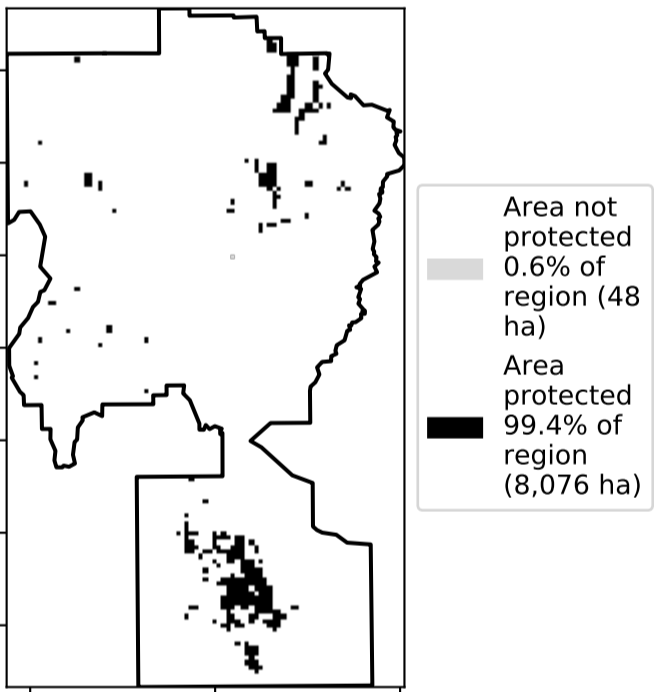 Area not
protected
0.6% of
region (48
ha)
Area
protected
99.4% of
region
(8,076 ha)